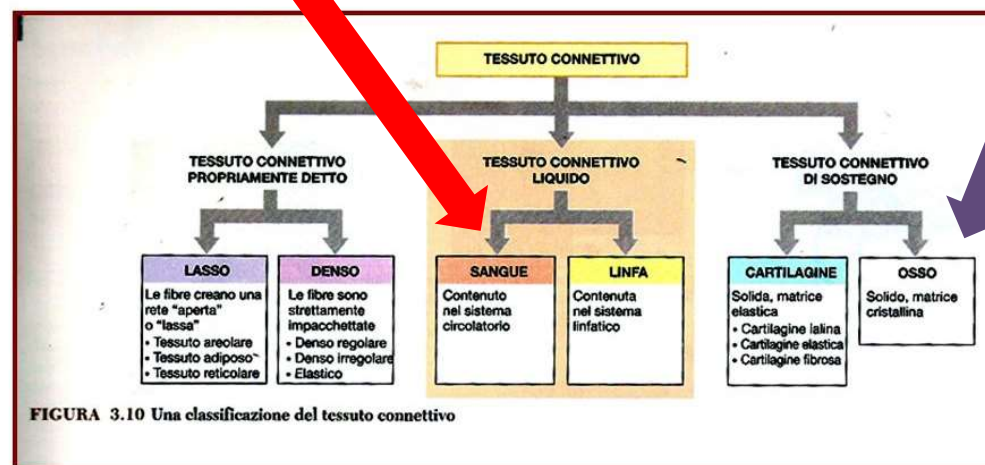 TESSUTO CONNETTIVO
TESSUTO CONNETTIVO
PROPRIAMENTE DETTO
TESSUTO CONNETTIVO
LIQUIDO
TESSUTO CONNETTIVO
DI SOSTEGNO
LASSO
Le fibre creano una
rete "aperta"
o "lassa"
• Tessuto areolare
• Tessuto adiposo
• Tessuto reticolare
DENSO
Le fibre sono
strettamente
impacchettate
• Denso regolare
• Denso irregolare
• Elastico
SANGUE
Contenuto
nel sistema
circolatorio
LINFA
Contenuta
nel sistema
linfatico
CARTILAGINE
Solida, matrice
elastica
• Cartilagine ialina
• Cartilagine elastica
• Cartilagine fibrosa
OSSO
Solido, matrice
cristallina
FIGURA 3.10 Una classificazione del tessuto connettivo